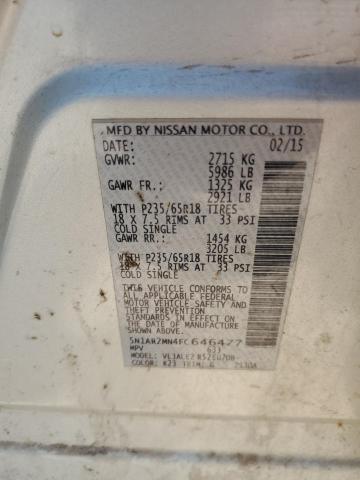 MFD BY NISSAN MOTOR CO., LTD.
DATE: 02/15
GVWR: 2715 KG
5986 LB
GAWR FR.: 1325 KG
2921 LB
WITH P235/65R18 TIRES
18 X 7.5 RIMS AT 33 PSI
COLD SINGLE
GAWR RR.: 1454 KG
3205 LB
WITH P235/65R18 TIRES
18 X 7.5 RIMS AT 33 PSI
COLD SINGLE
THIS VEHICLE CONFORMS TO ALL
APPLICABLE FEDERAL
MOTOR VEHICLE SAFETY AND
THEFT PREVENTION
STANDARDS IN EFFECT ON
THE DATE OF MANUFACTURE
SHOWN ABOVE.
5N1AR2MN4FC646477
MPV
MODEL:
COLOR: K23 TRIM: G